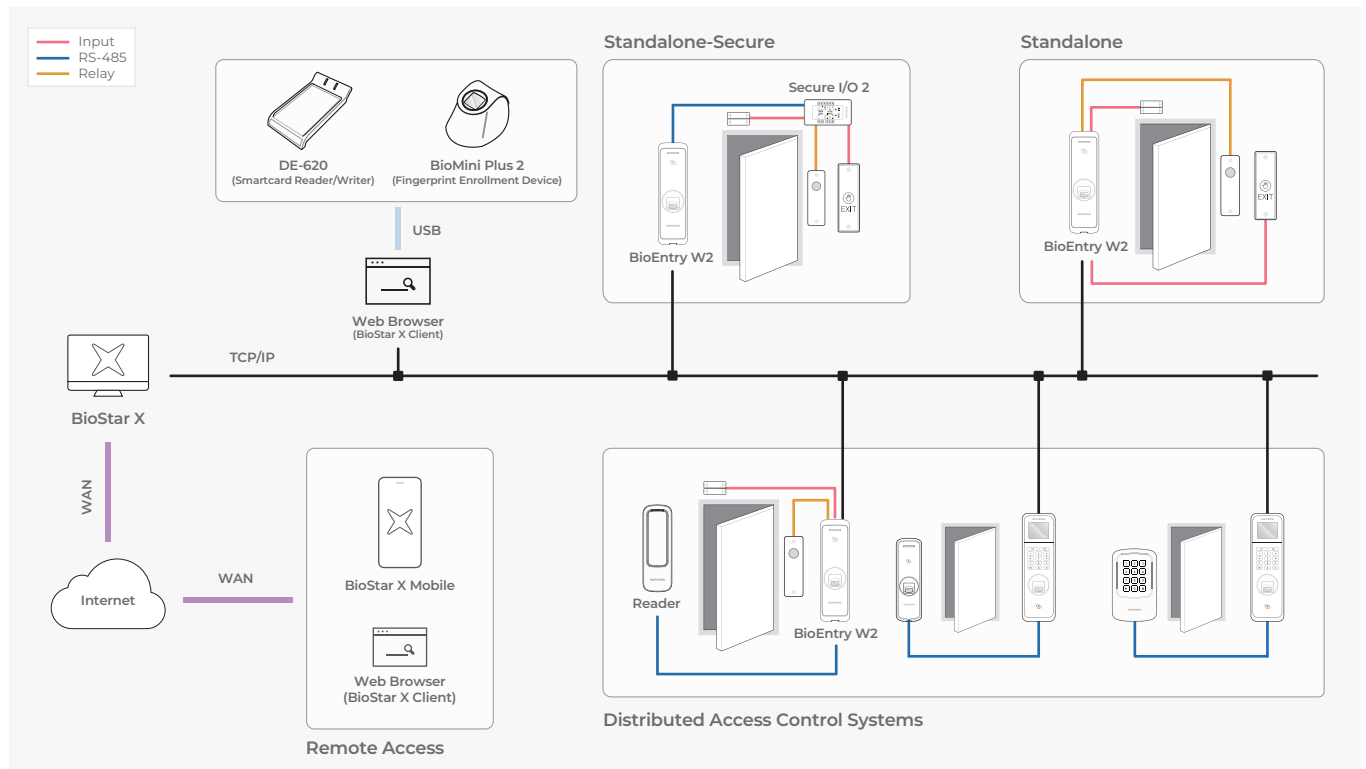 Input
RS-485
Relay
DE-620
(Smartcard Reader/Writer)
BioMini Plus 2
(Fingerprint Enrollment Device)
USB
Web Browser
(BioStar X Client)
Standalone-Secure
Secure I/O 2
EXIT
BioEntry W2
Standalone
EXIT
BioEntry W2
TCP/IP
BioStar X
WAN
Internet
WAN
BioStar X Mobile
Web Browser
(BioStar X Client)
Remote Access
Reader
BioEntry W2
Distributed Access Control Systems